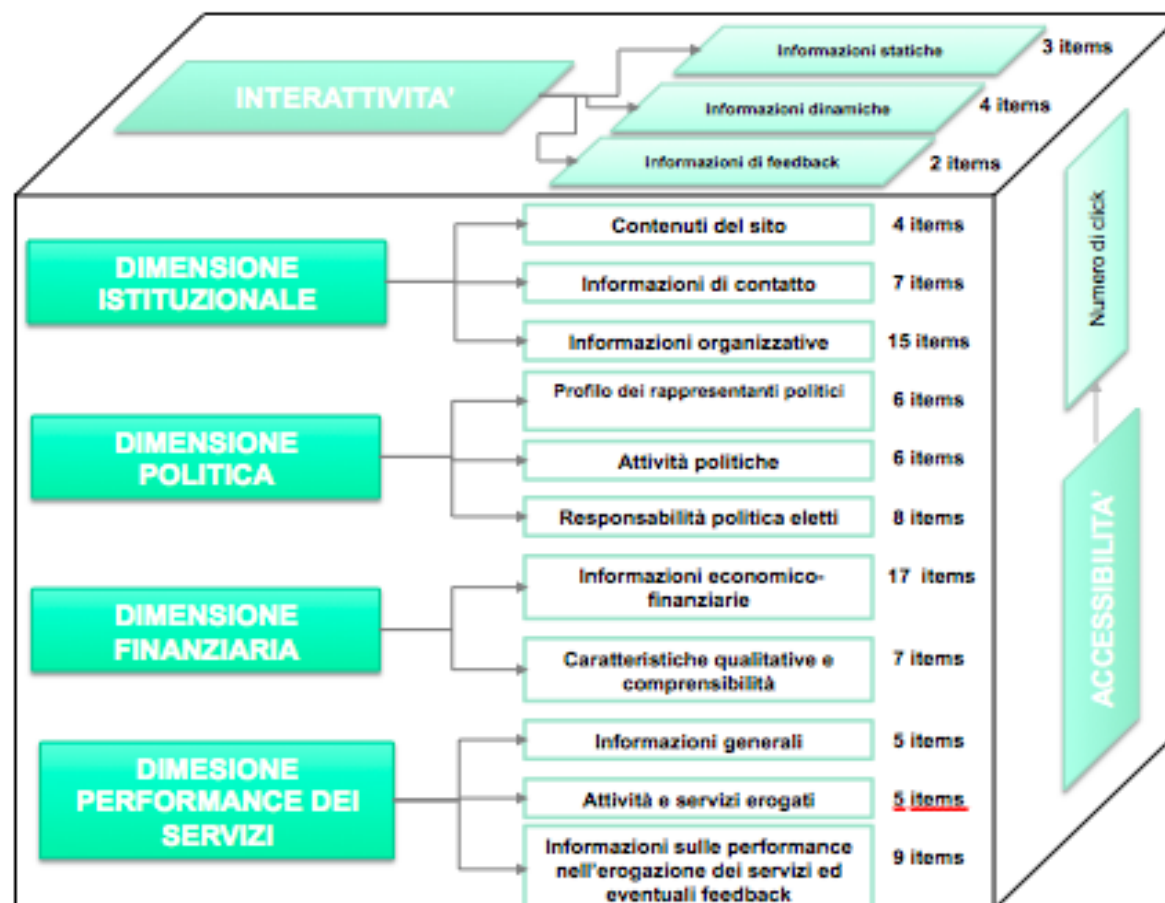 INTERATTIVITA'
Informazioni statiche
3 items
Informazioni dinamiche
4 items
Informazioni di feedback
2 items
DIMENSIONE
ISTITUZIONALE
Contenuti del sito
4 items
Informazioni di contatto
7 items
Informazioni organizzative
15 items
DIMENSIONE
POLITICA
Profilo dei rappresentanti politici
6 items
Attività politiche
6 items
Responsabilità politica eletti
8 items
DIMENSIONE
FINANZIARIA
Informazioni economico-
finanziarie
17 items
Caratteristiche qualitative e
comprensibilità
7 items
DIMESIONE
PERFORMANCE DEI
SERVIZI
Informazioni generali
5 items
Attività e servizi erogati
5 items
Informazioni sulle performance
nell'erogazione dei servizi ed
eventuali feedback
9 items
Numero di click
ACCESSIBILITA'